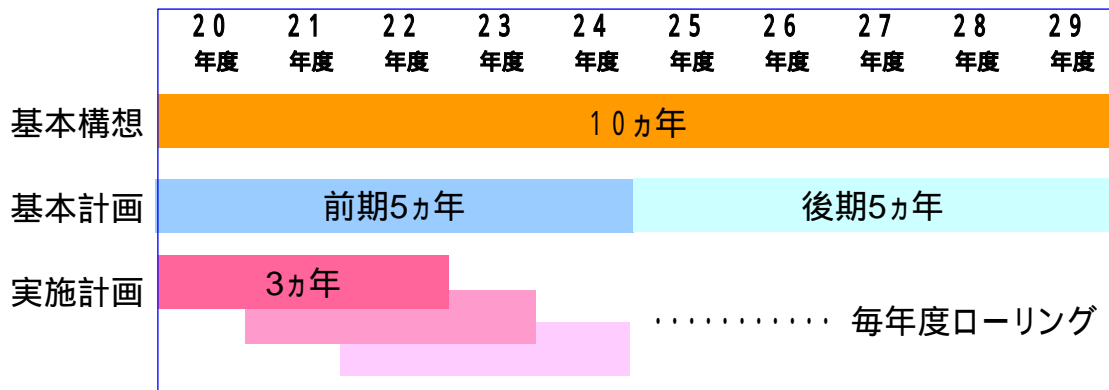 ２０ ２１ ２２ ２３ ２４ ２５ ２６ ２７ ２８ ２９
年度 年度 年度 年度 年度 年度 年度 年度 年度 年度
基本構想 １０ヵ年
基本計画 前期5ヵ年 後期5ヵ年
実施計画 3ヵ年
・・・・・・・・・・・ 毎年度ローリング